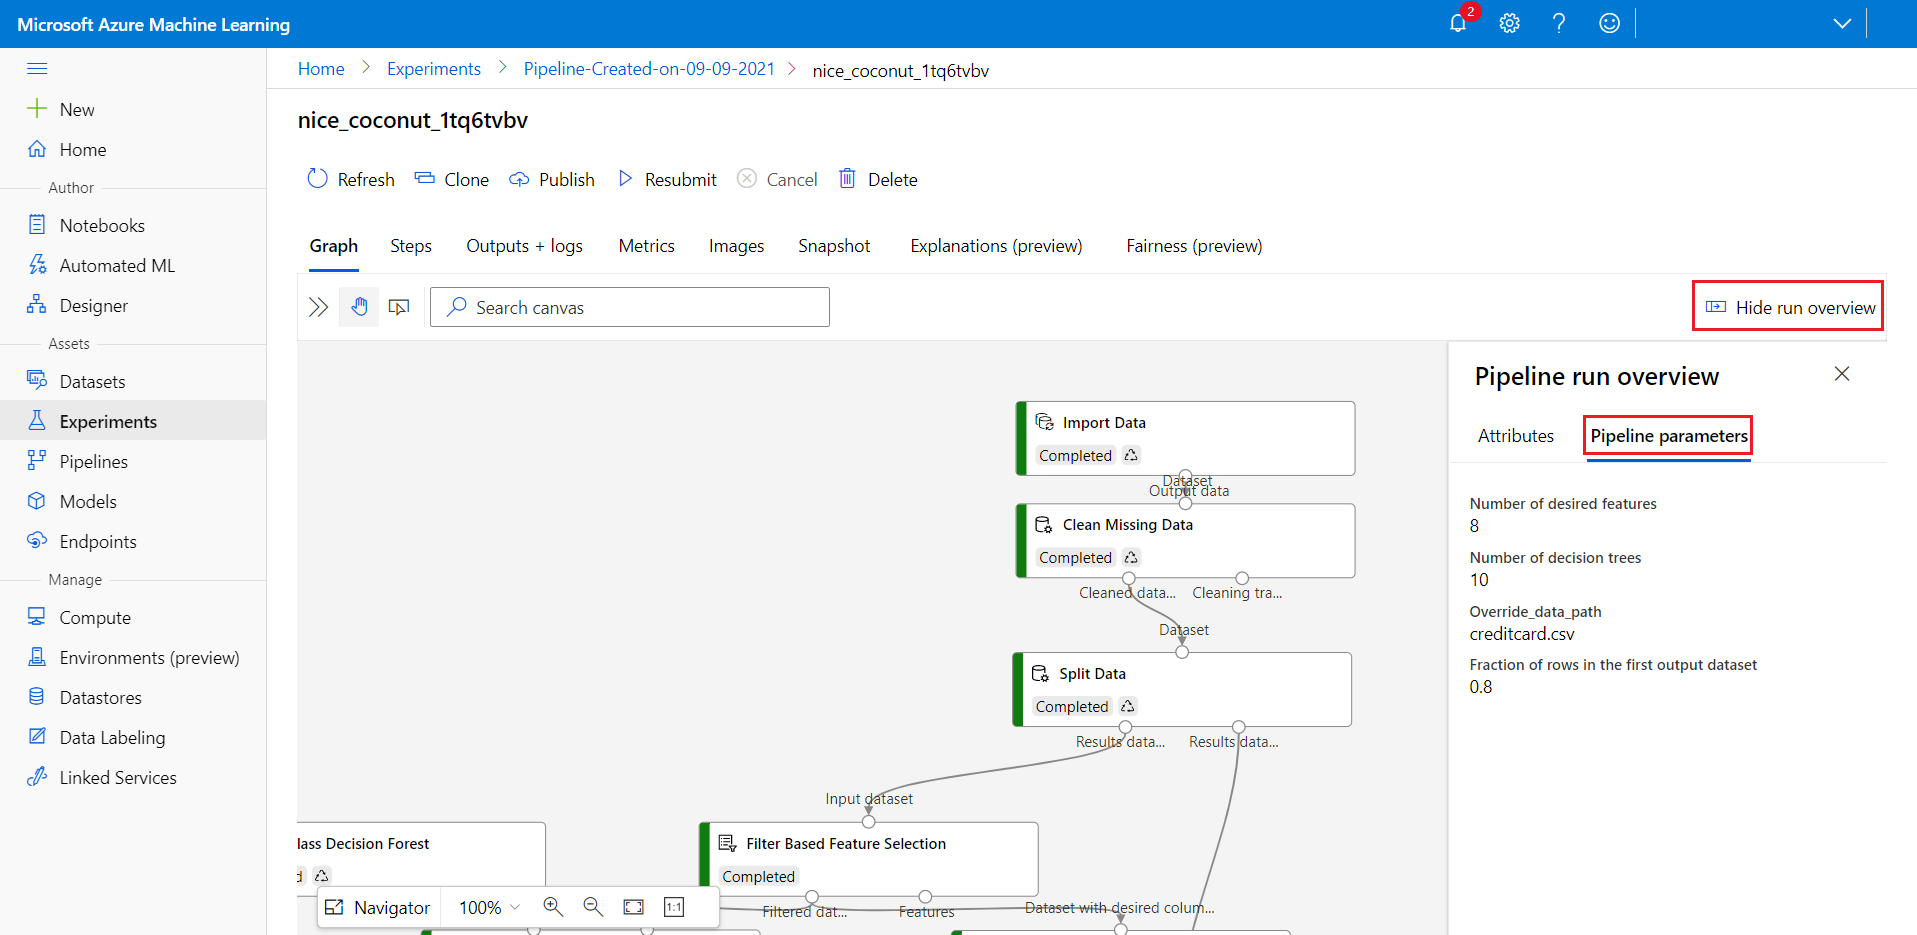 Microsoft Azure Machine Learning
2
Home > Experiments > Pipeline-Created-on-09-09-2021 > nice_coconut_1tq6tvbv
New
Home
Author
Notebooks
Automated ML
Designer
Assets
Datasets
Experiments
Pipelines
Models
Endpoints
Manage
Compute
Environments (preview)
Datastores
Data Labeling
Linked Services
nice_coconut_1tq6tvbv
Refresh Clone Publish Resubmit Cancel Delete
Graph Steps Outputs + logs Metrics Images Snapshot Explanations (preview) Fairness (preview)
Search canvas
Hide run overview
Import Data
Completed
Dataset
Output data
Clean Missing Data
Completed
Cleaned data... Cleaning tra...
Dataset
Split Data
Completed
Results data... Results data...
Input dataset
lass Decision Forest
d
Filter Based Feature Selection
Completed
Filtered dat... Features Dataset with desired colum...
Navigator 100% 1:1
Pipeline run overview
Attributes Pipeline parameters
Number of desired features
8
Number of decision trees
10
Override_data_path
creditcard.csv
Fraction of rows in the first output dataset
0.8